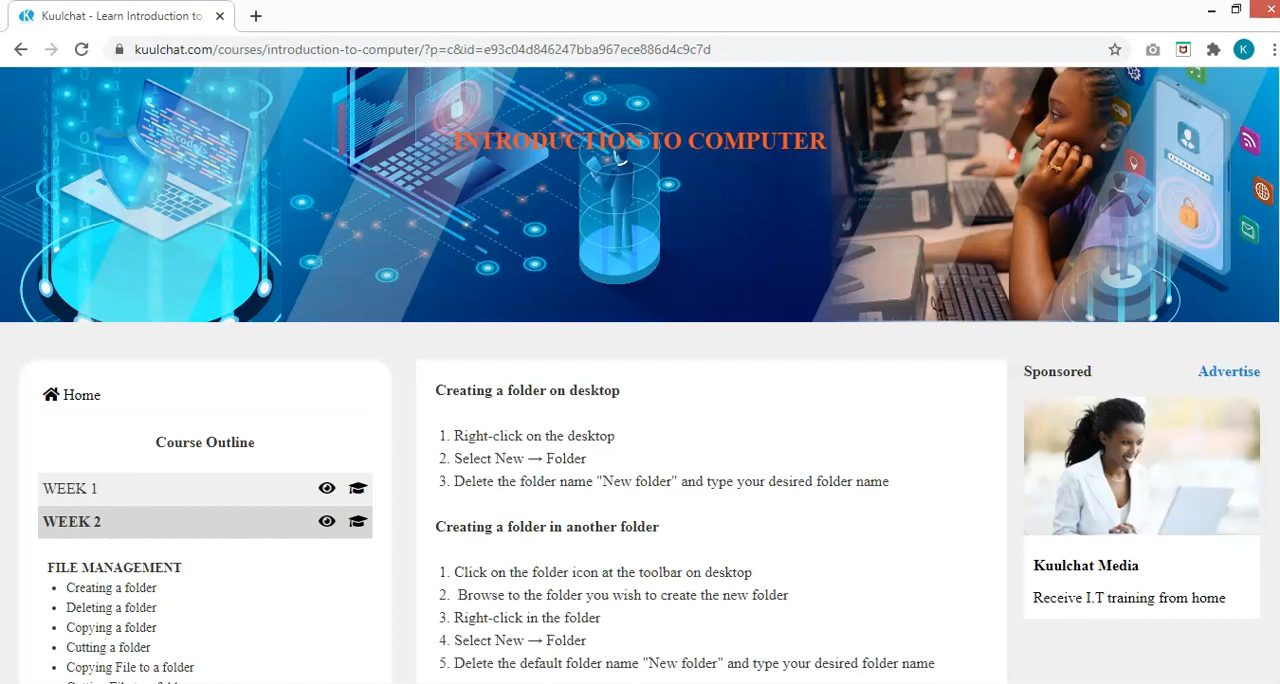 Kuulchat - Learn Introduction to
kuulchat.com/courses/introduction-to-computer/?p=c&id=e93c04d846247bba967ece886d4c9c7d
K
INTRODUCTION TO COMPUTER
Home
Course Outline
WEEK 1
WEEK 2
FILE MANAGEMENT
• Creating a folder
• Deleting a folder
• Copying a folder
• Cutting a folder
• Copying File to a folder
Creating a folder on desktop
1. Right-click on the desktop
2. Select New → Folder
3. Delete the folder name "New folder" and type your desired folder name
Creating a folder in another folder
1. Click on the folder icon at the toolbar on desktop
2. Browse to the folder you wish to create the new folder
3. Right-click in the folder
4. Select New → Folder
5. Delete the default folder name "New folder" and type your desired folder name
Sponsored
Advertise
Kuulchat Media
Receive I.T training from home